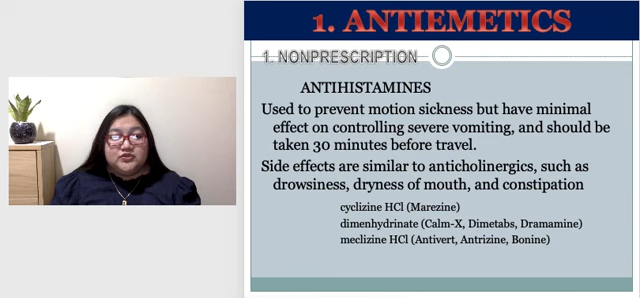 1. ANTIEMETICS
1. NONPRESCRIPTION
ANTIHISTAMINES
Used to prevent motion sickness but have minimal
effect on controlling severe vomiting, and should be
taken 30 minutes before travel.
Side effects are similar to anticholinergics, such as
drowsiness, dryness of mouth, and constipation
cyclizine HCl (Marezine)
dimenhydrinate (Calm-X, Dimetabs, Dramamine)
meclizine HCl (Antivert, Antrizine, Bonine)